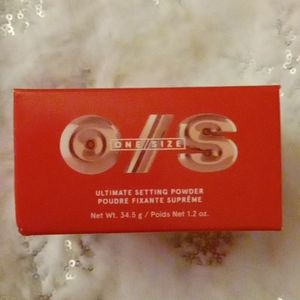 O/S
ONE/SIZE
ULTIMATE SETTING POWDER
POUDRE FIXANTE SUPRÊME
Net Wt. 34.5 g / Poids Net 1.2 oz.